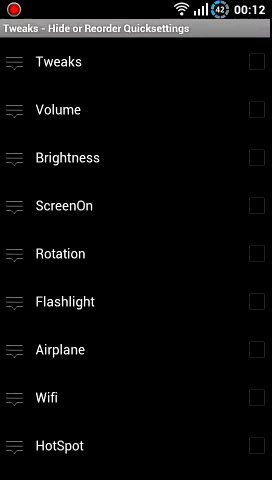 42 00:12
Tweaks - Hide or Reorder Quicksettings
Tweaks
Volume
Brightness
ScreenOn
Rotation
Flashlight
Airplane
Wifi
HotSpot